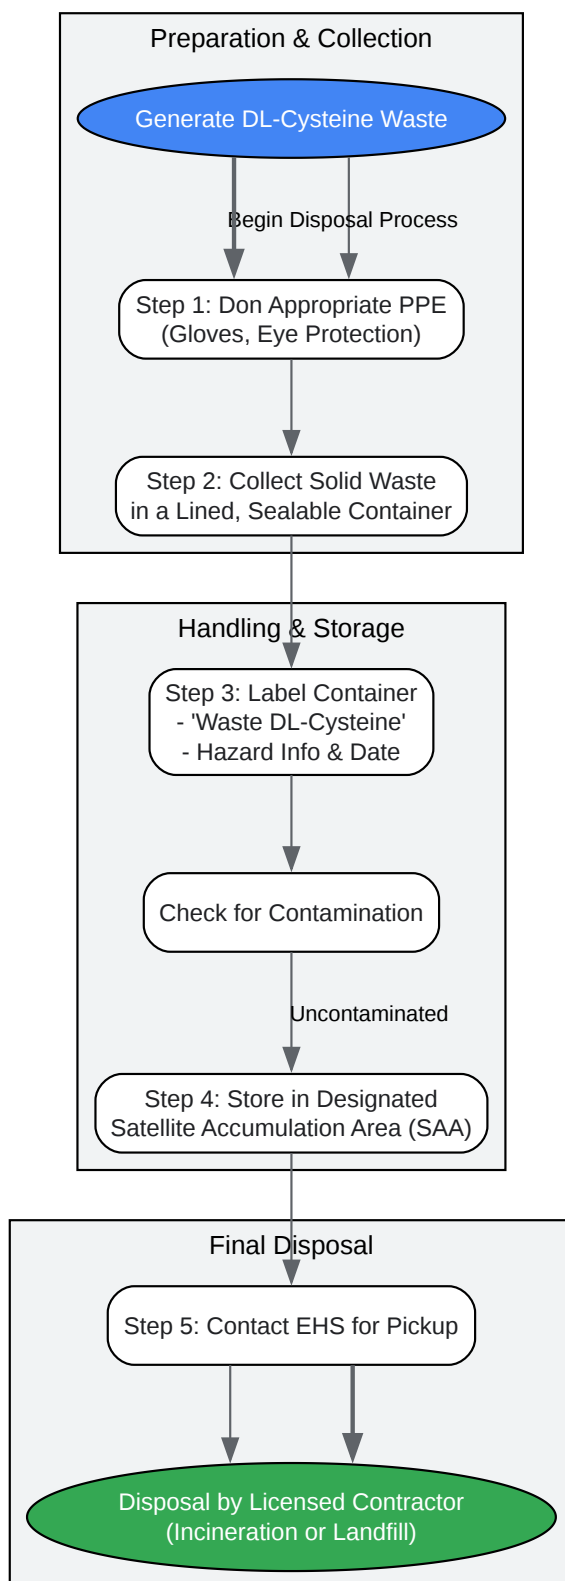 Preparation & Collection
Generate DL-Cysteine Waste
Begin Disposal Process
Step 1: Don Appropriate PPE
(Gloves, Eye Protection)
Step 2: Collect Solid Waste
in a Lined, Sealable Container
Handling & Storage
Step 3: Label Container
- 'Waste DL-Cysteine'
- Hazard Info & Date
Check for Contamination
Uncontaminated
Step 4: Store in Designated
Satellite Accumulation Area (SAA)
Final Disposal
Step 5: Contact EHS for Pickup
Disposal by Licensed Contractor
(Incineration or Landfill)